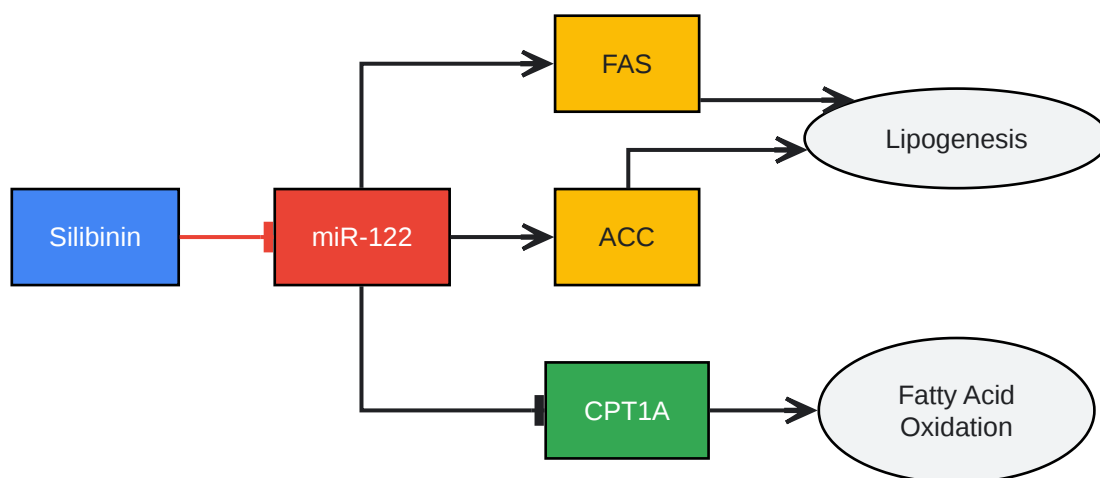 FAS
Lipogenesis
Silibinin
miR-122
ACC
CPT1A
Fatty Acid
Oxidation